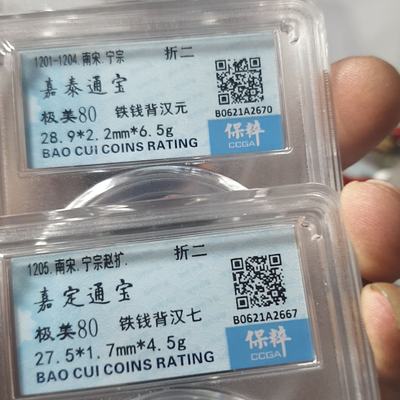 1201-1204.南宋.宁宗 折二
嘉泰通宝
极美80 铁钱背汉元
B0621A2670
28.9*2.2mm*6.5g
保粹
CCGA
BAO CUI COINS RATING
1205.南宋.宁宗赵扩. 折二
嘉定通宝
极美80 铁钱背汉七
B0621A2667
27.5*1.7mm*4.5g
保粹
CCGA
BAO CUI COINS RATING